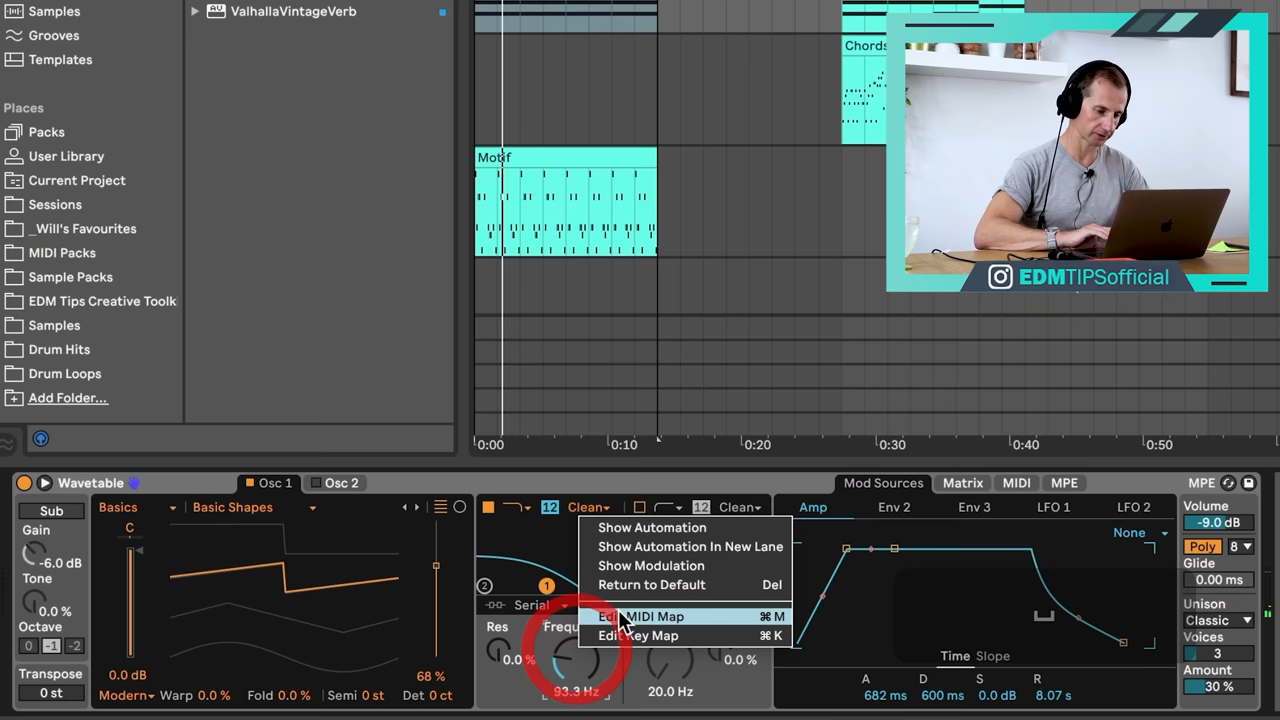 Samples
Grooves
Templates
Places
Packs
User Library
Current Project
Sessions
_Will's Favourites
MIDI Packs
Sample Packs
EDM Tips Creative Toolk
Samples
Drum Hits
Drum Loops
Add Folder...
ValhallaVintageVerb
Motif
Chords
EDMTIPSofficial
0:00 0:10 0:20 0:30 0:40 0:50
Wavetable
Osc 1 Osc 2
Sub
Gain
-6.0 dB
Tone
0.0 %
Octave
0 -1 -2
Transpose
0 st
Basics Basic Shapes
C
0.0 dB 68 %
Modern Warp 0.0 % Fold 0.0 % Semi 0 st Det 0 ct
12 Clean 12 Clean
2 1
Serial
Res
0.0 %
93.3 Hz
20.0 Hz
0.0 %
Show Automation
Show Automation In New Lane
Show Modulation
Return to Default Del
MIDI Map ⌘ M
Key Map ⌘ K
Mod Sources Matrix MIDI MPE
Amp Env 2 Env 3 LFO 1 LFO 2
None
Time Slope
A D S R
682 ms 600 ms 0.0 dB 8.07 s
MPE
Volume
-9.0 dB
Poly 8
Glide
0.00 ms
Unison
Classic
Voices
3
Amount
30 %